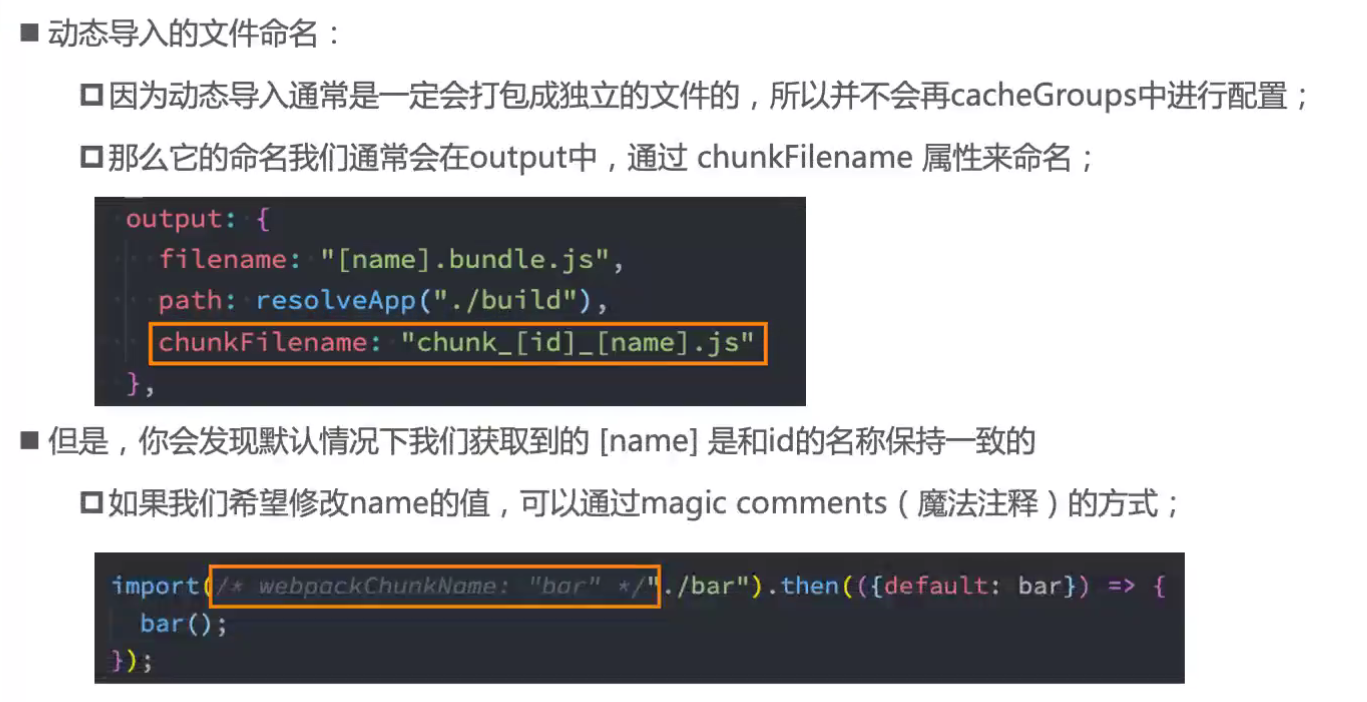 ■ 动态导入的文件命名：
因为动态导入通常是一定会打包成独立的文件的，所以并不会再cacheGroups中进行配置；
那么它的命名我们通常会在output中，通过 chunkFilename 属性来命名；
output: {
filename: "[name].bundle.js",
path: resolveApp("./build"),
chunkFilename: "chunk_[id]_[name].js"
},
■ 但是，你会发现默认情况下我们获取到的 [name] 是和id的名称保持一致的
如果我们希望修改name的值，可以通过magic comments（魔法注释）的方式；
import(/* webpackChunkName: "bar" */"./bar").then(({default: bar}) => {
bar();
});